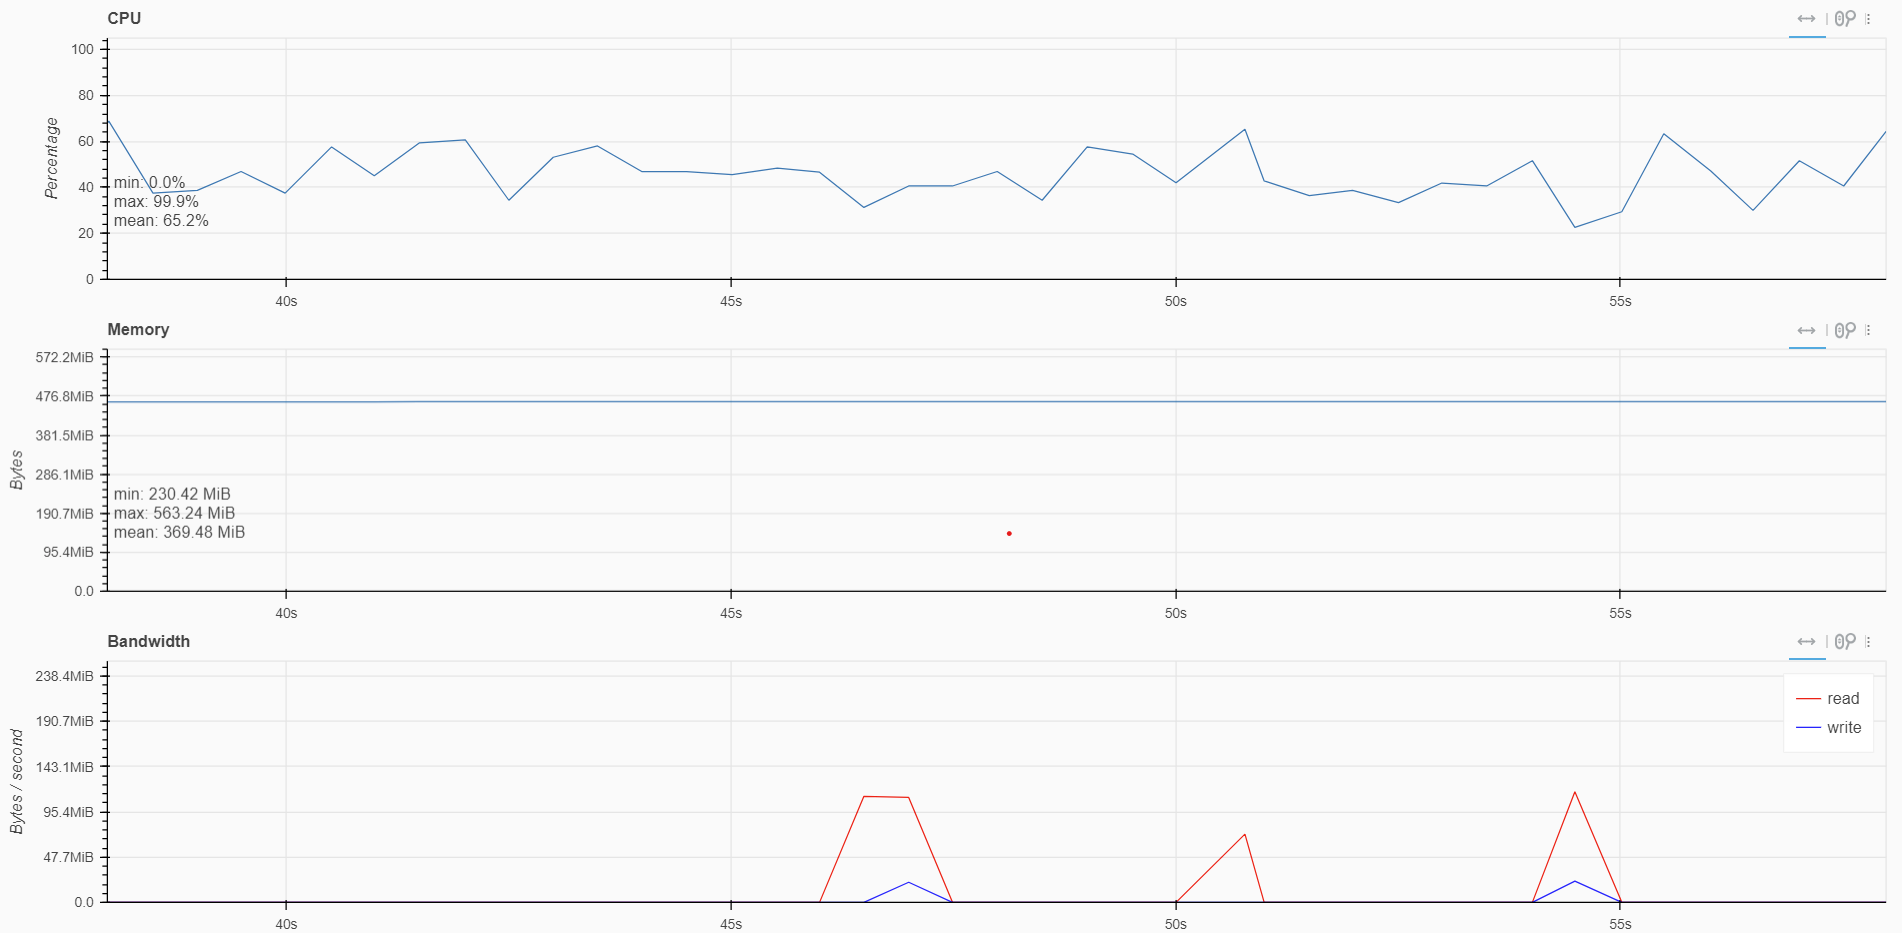 CPU
100
80
60
40
20
0
Percentage
min: 0.0%
max: 99.9%
mean: 65.2%
40s
45s
50s
55s
Memory
572.2MiB
476.8MiB
381.5MiB
286.1MiB
190.7MiB
95.4MiB
0.0
Bytes
min: 230.42 MiB
max: 563.24 MiB
mean: 369.48 MiB
40s
45s
50s
55s
Bandwidth
238.4MiB
190.7MiB
143.1MiB
95.4MiB
47.7MiB
0.0
Bytes / second
read
write
40s
45s
50s
55s